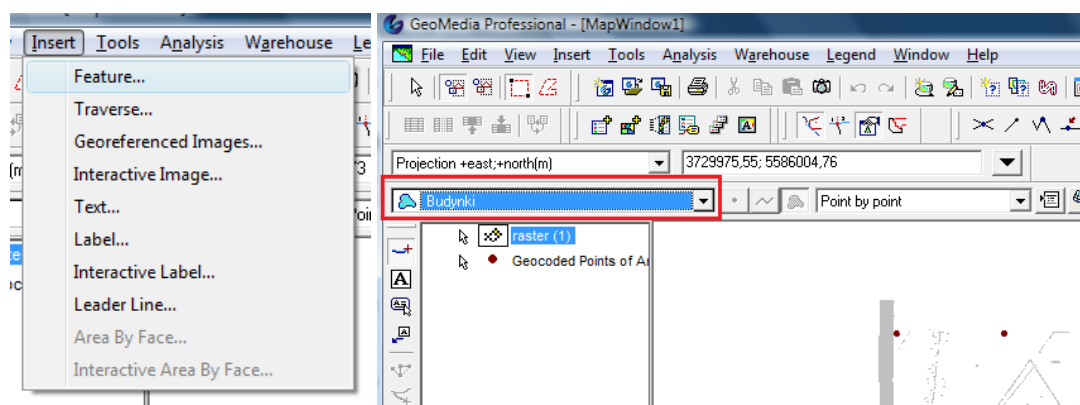 Insert Tools Analysis Warehouse Le
Feature...
Traverse...
Georeferenced Images...
Interactive Image...
Text...
Label...
Interactive Label...
Leader Line...
Area By Face...
Interactive Area By Face...
GeoMedia Professional - [MapWindow1]
File Edit View Insert Tools Analysis Warehouse Legend Window Help
Projection +east;+north(m) 3729975,55; 5586004,76
Budynki Point by point
raster (1)
Geocoded Points of
A